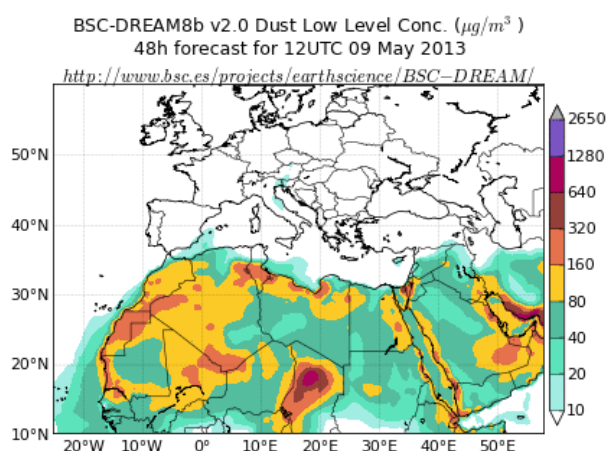 BSC-DREAM8b v2.0 Dust Low Level Conc. (μg/m³ )
48h forecast for 12UTC 09 May 2013
http://www.bsc.es/projects/earthscience/BSC−DREAM/
50°N
40°N
30°N
20°N
10°N
20°W
10°W
0°
10°E
20°E
30°E
40°E
50°E
2650
1280
640
320
160
80
40
20
10